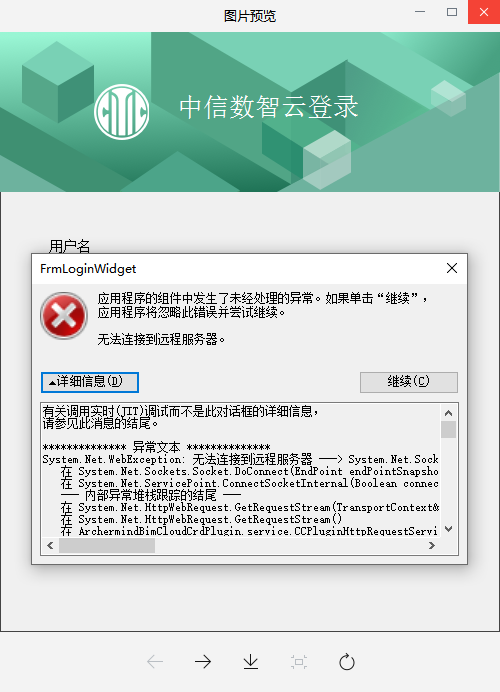 图片预览
中信数智云登录
用户名
FrmLoginWidget
应用程序的组件中发生了未经处理的异常。如果单击“继续”，
应用程序将忽略此错误并尝试继续。
无法连接到远程服务器。
详细信息(D)
继续(C)
有关调用实时(JIT)调试而不是此对话框的详细信息，
请参见此消息的结尾。
************** 异常文本 **************
System.Net.WebException: 无法连接到远程服务器 ---> System.Net.Sock
在 System.Net.Sockets.Socket.DoConnect(EndPoint endPointSnapsho
在 System.Net.ServicePoint.ConnectSocketInternal(Boolean connec
--- 内部异常堆栈跟踪的结尾 ---
在 System.Net.HttpWebRequest.GetRequestStream(TransportContext&
在 System.Net.HttpWebRequest.GetRequestStream()
在 ArchermindBimCloudCrdPlugin.service.CCPluginHttpRequestServi